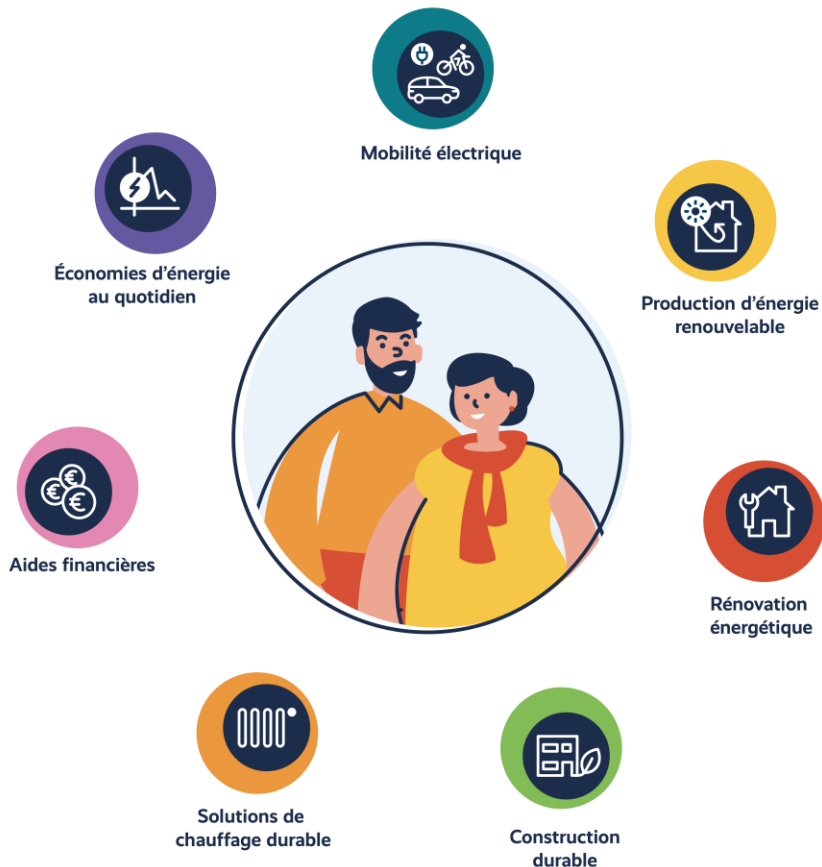 Mobilité électrique
Économies d’énergie
au quotidien
Production d’énergie
renouvelable
Aides financières
Rénovation
énergétique
Solutions de
chauffage durable
Construction
durable